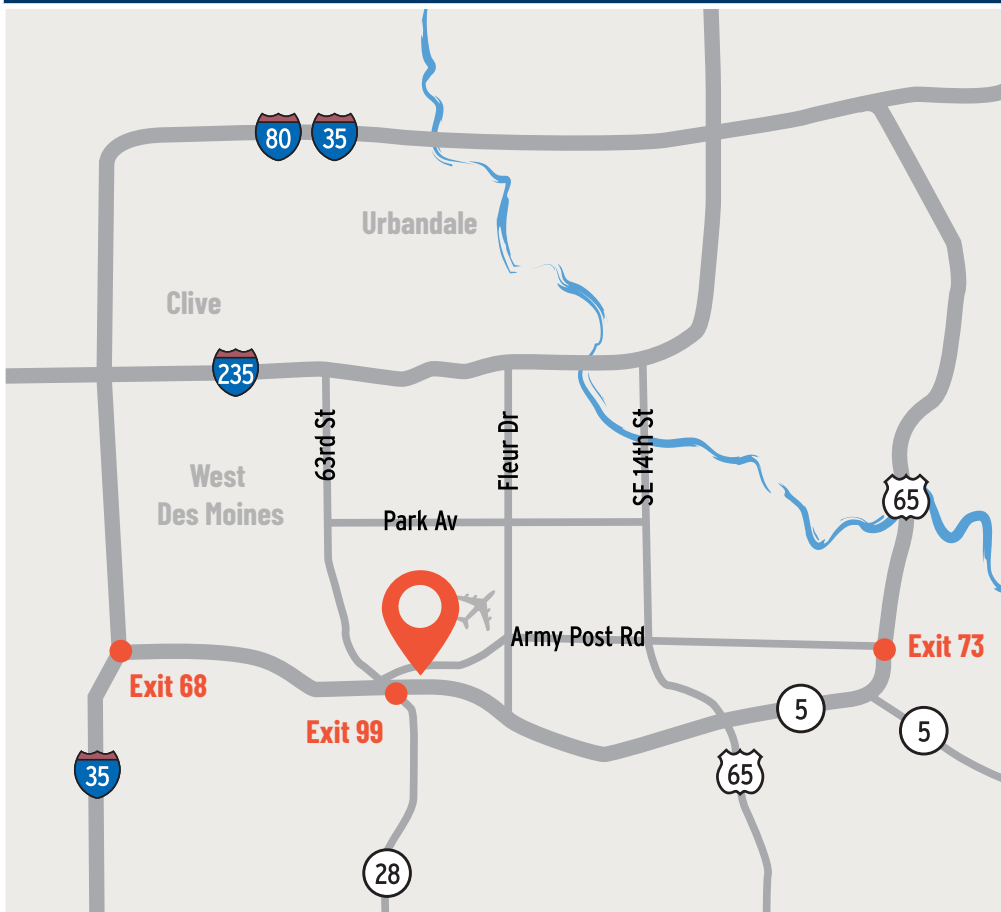 80
35
Urbandale
Clive
235
63rd St
Fleur Dr
SE 14th St
West
Des Moines
65
Park Av
Army Post Rd
Exit 73
Exit 68
Exit 99
5
5
35
65
28